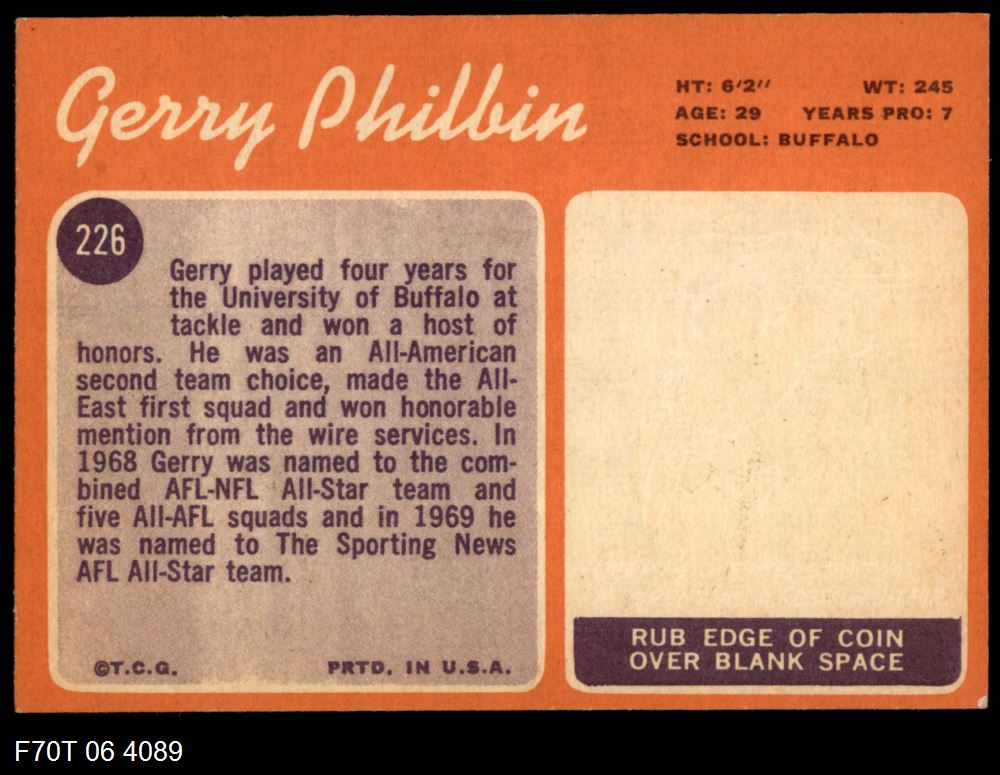 Gerry Philbin
HT: 6'2'' WT: 245
AGE: 29 YEARS PRO: 7
SCHOOL: BUFFALO
226
Gerry played four years for
the University of Buffalo at
tackle and won a host of
honors. He was an All-American
second team choice, made the All-
East first squad and won honorable
mention from the wire services. In
1968 Gerry was named to the com-
bined AFL-NFL All-Star team and
five All-AFL squads and in 1969 he
was named to The Sporting News
AFL All-Star team.
©T.C.G. PRTD. IN U.S.A.
RUB EDGE OF COIN
OVER BLANK SPACE
F70T 06 4089